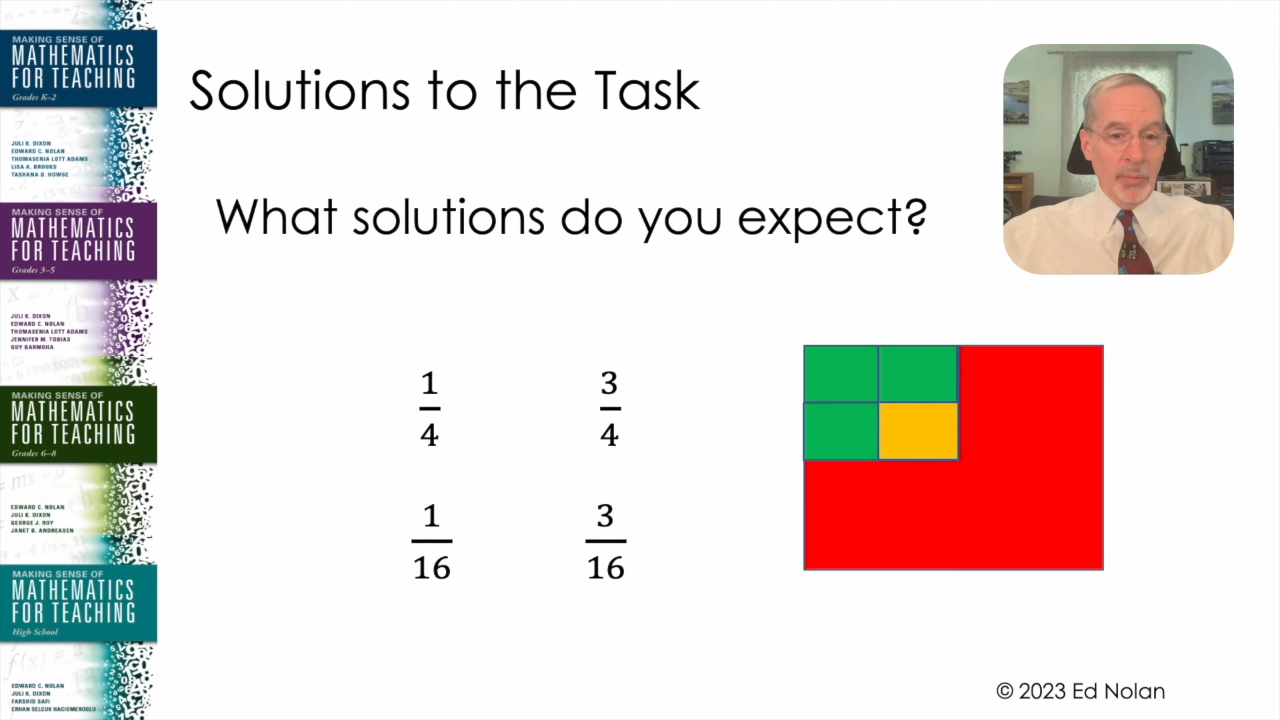 MAKING SENSE OF
MATHEMATICS
FOR TEACHING
Grades K–2
JULI K. DIXON
EDWARD C. NOLAN
THOMASENIA LOTT ADAMS
LISA A. BROOKS
TASHANA D. HOWSE
MAKING SENSE OF
MATHEMATICS
FOR TEACHING
Grades 3–5
JULI K. DIXON
EDWARD C. NOLAN
THOMASENIA LOTT ADAMS
JENNIFER M. TOBIAS
GUY BARMOHA
MAKING SENSE OF
MATHEMATICS
FOR TEACHING
Grades 6–8
EDWARD C. NOLAN
JULI K. DIXON
GEORGE J. ROY
JANET B. ANDREASEN
MAKING SENSE OF
MATHEMATICS
FOR TEACHING
High School
EDWARD C. NOLAN
JULI K. DIXON
FARSHID SAFI
ERHAN SELCUK HACIOMEROGLU
Solutions to the Task
What solutions do you expect?
1/4 3/4
1/16 3/16
© 2023 Ed Nolan